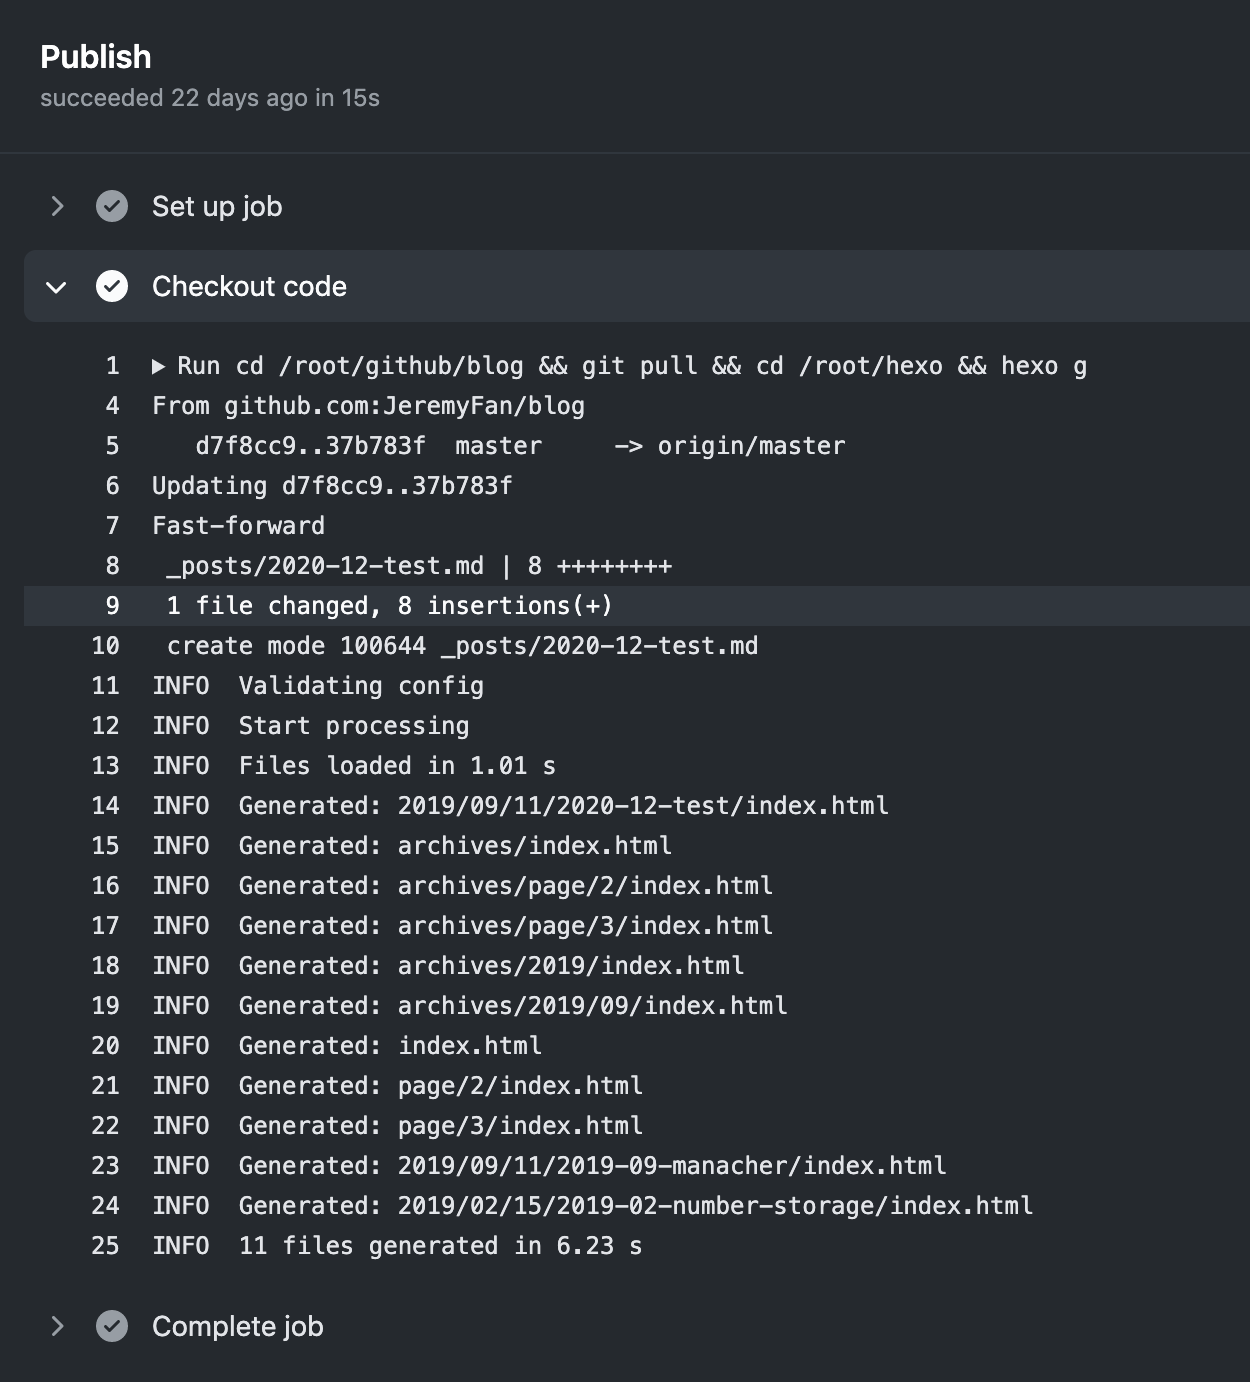 Publish
succeeded 22 days ago in 15s
Set up job
Checkout code
1 ▶ Run cd /root/github/blog && git pull && cd /root/hexo && hexo g
4 From github.com:JeremyFan/blog
5    d7f8cc9..37b783f  master     -> origin/master
6 Updating d7f8cc9..37b783f
7 Fast-forward
8  _posts/2020-12-test.md | 8 ++++++++
9  1 file changed, 8 insertions(+)
10  create mode 100644 _posts/2020-12-test.md
11 INFO  Validating config
12 INFO  Start processing
13 INFO  Files loaded in 1.01 s
14 INFO  Generated: 2019/09/11/2020-12-test/index.html
15 INFO  Generated: archives/index.html
16 INFO  Generated: archives/page/2/index.html
17 INFO  Generated: archives/page/3/index.html
18 INFO  Generated: archives/2019/index.html
19 INFO  Generated: archives/2019/09/index.html
20 INFO  Generated: index.html
21 INFO  Generated: page/2/index.html
22 INFO  Generated: page/3/index.html
23 INFO  Generated: 2019/09/11/2019-09-manacher/index.html
24 INFO  Generated: 2019/02/15/2019-02-number-storage/index.html
25 INFO  11 files generated in 6.23 s
Complete job